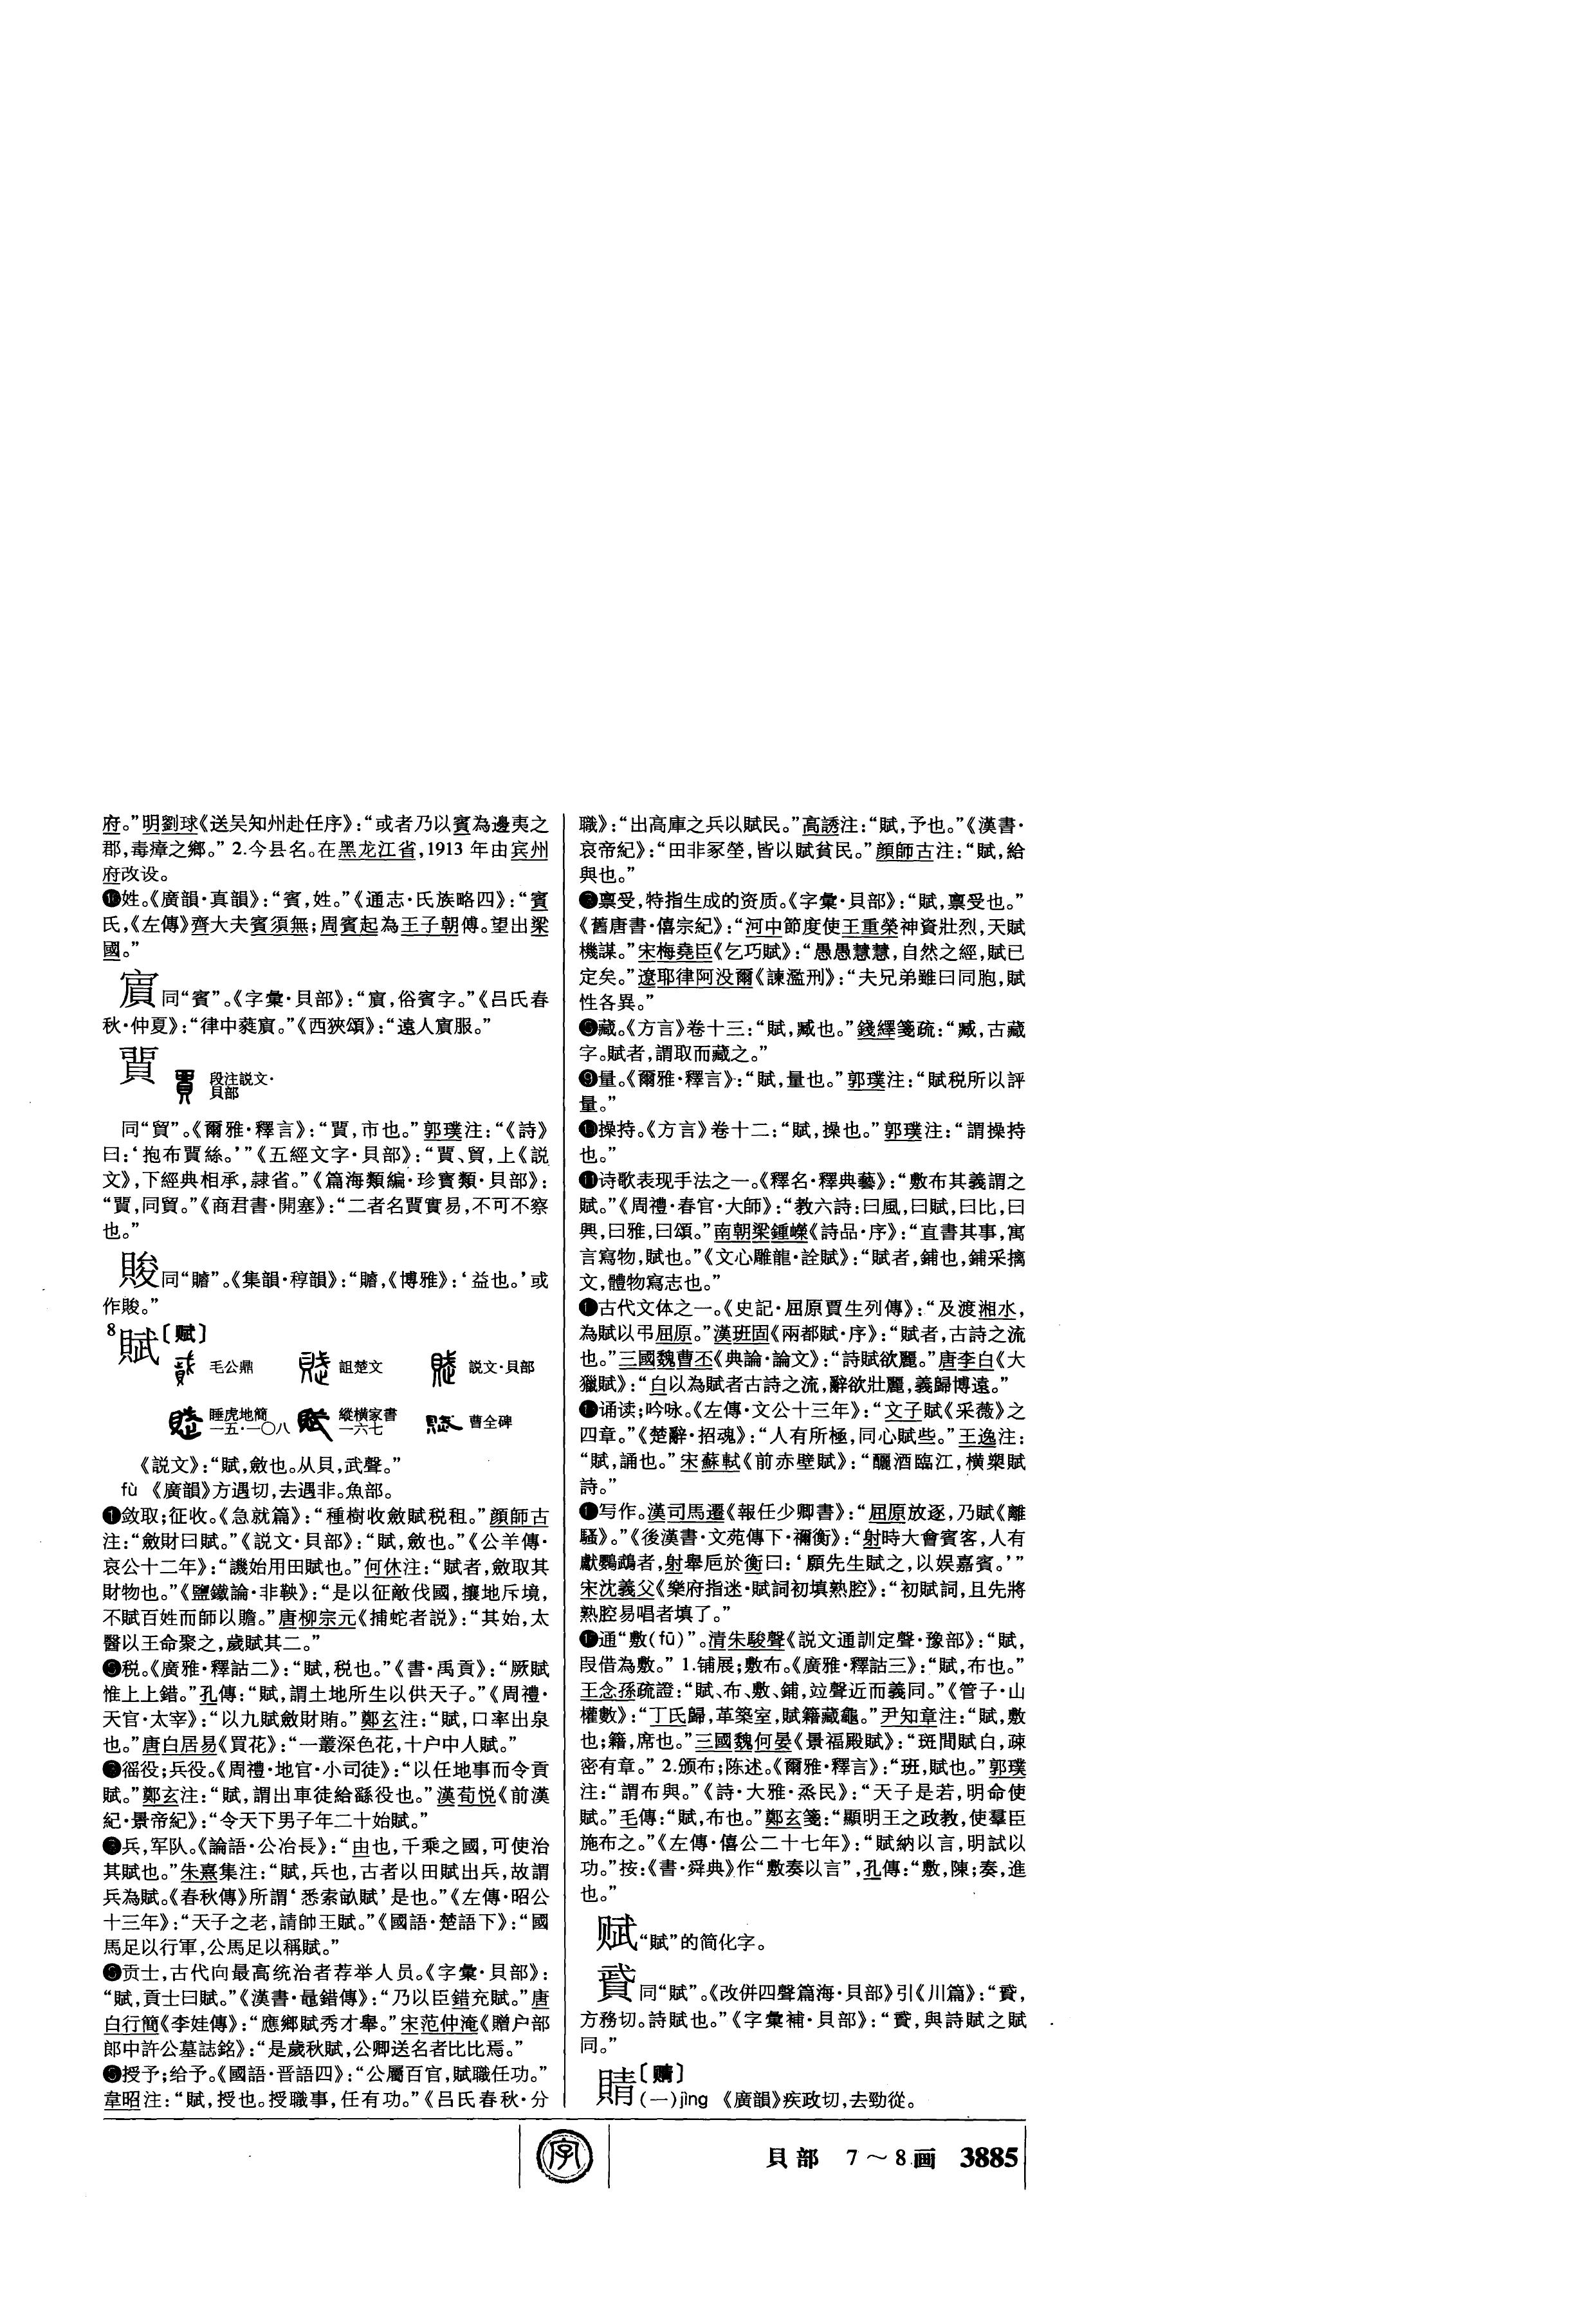 府。”明劉球《送吴知州赴任序》：“或者乃以賓為邊夷之
郡，毒瘴之鄉。” 2.今县名。在黑龙江省，1913 年由宾州
府改设。
姓。《廣韻·真韻》：“賓，姓。”《通志·氏族略四》：“賓
氏，《左傳》齊大夫賓須無；周賓起為王子朝傅。望出梁
國。”
賔同“賓”。《字彙·貝部》：“賔，俗賓字。”《吕氏春
秋·仲夏》：“律中蕤賔。”《西狹頌》：“遠人賔服。”
段注説文·
貝部
同“貿”。《爾雅·釋言》：“，市也。”郭璞注：“《詩》
曰：‘抱布絲。’”《五經文字·貝部》：“、貿，上《説
文》，下經典相承，隷省。”《篇海類編·珍寳類·貝部》：
“，同貿。”《商君書·開塞》：“二者名實易，不可不察
也。”
賐同“贍”。《集韻·稕韻》：“，《博雅》：‘益也。’或
作賐。”
8 賦〔赋〕
毛公鼎 詛楚文 説文·貝部
睡虎地簡 一五·一〇八 縱横家書 一六七 曹全碑
《説文》：“賦，斂也。从貝，武聲。”
fù 《廣韻》方遇切，去遇非。魚部。
❶敛取；征收。《急就篇》：“種樹收斂賦税租。”顔師古
注：“斂財曰賦。”《説文·貝部》：“賦，斂也。”《公羊傳·
哀公十二年》：“譏始用田賦也。”何休注：“賦者，斂取其
財物也。”《鹽鐵論·非鞅》：“是以征敵伐國，攘地斥境，
不賦百姓而師以贍。”唐柳宗元《捕蛇者説》：“其始，太
醫以王命聚之，歲賦其二。”
税。《廣雅·釋詁二》：“賦，税也。”《書·禹貢》：“厥賦
惟上上錯。”孔傳：“賦，謂土地所生以供天子。”《周禮·
天官·太宰》：“以九賦斂財賄。”鄭玄注：“賦，口率出泉
也。”唐白居易《買花》：“一叢深色花，十户中人賦。”
徭役；兵役。《周禮·地官·小司徒》：“以任地事而令貢
賦。”鄭玄注：“賦，謂出車徒給繇役也。”漢荀悦《前漢
紀·景帝紀》：“令天下男子年二十始賦。”
兵，军队。《論語·公冶長》：“由也，千乘之國，可使治
其賦也。”朱熹集注：“賦，兵也，古者以田賦出兵，故謂
兵為賦。《春秋傳》所謂‘悉索敝賦’是也。”《左傳·昭公
十三年》：“天子之老，請帥王賦。”《國語·楚語下》：“國
馬足以行軍，公馬足以稱賦。”
贡士，古代向最高统治者荐举人员。《字彙·貝部》：
“賦，貢士曰賦。”《漢書·鼂錯傳》：“乃以臣錯充賦。”唐
白行簡《李娃傳》：“應鄉賦秀才舉。”宋范仲淹《贈户部
郎中許公墓誌銘》：“是歲秋賦，公卿送名者比比焉。”
授予；给予。《國語·晋語四》：“公屬百官，賦職任功。”
韋昭注：“賦，授也。授職事，任有功。”《吕氏春秋·分
職》：“出高庫之兵以賦民。”高誘注：“賦，予也。”《漢書·
哀帝紀》：“田非冢塋，皆以賦貧民。”顔師古注：“賦，給
與也。”
禀受，特指生成的资质。《字彙·貝部》：“賦，禀受也。”
《舊唐書·僖宗紀》：“河中節度使王重榮神資壯烈，天賦
機謀。”宋梅堯臣《乞巧賦》：“愚愚慧慧，自然之經，賦已
定矣。”遼耶律阿没爾《諫濫刑》：“夫兄弟雖曰同胞，賦
性各異。”
藏。《方言》卷十三：“賦，臧也。”錢繹箋疏：“臧，古藏
字。賦者，謂取而藏之。”
❾量。《爾雅·釋言》：“賦，量也。”郭璞注：“賦税所以評
量。”
操持。《方言》卷十二：“賦，操也。”郭璞注：“謂操持
也。”
⓫诗歌表现手法之一。《釋名·釋典藝》：“敷布其義謂之
賦。”《周禮·春官·大師》：“教六詩：曰風，曰賦，曰比，曰
興，曰雅，曰頌。”南朝梁鍾嶸《詩品·序》：“直書其事，寓
言寫物，賦也。”《文心雕龍·詮賦》：“賦者，鋪也，鋪采摛
文，體物寫志也。”
古代文体之一。《史記·屈原賈生列傳》：“及渡湘水，
為賦以弔屈原。”漢班固《兩都賦·序》：“賦者，古詩之流
也。”三國魏曹丕《典論·論文》：“詩賦欲麗。”唐李白《大
獵賦》：“白以為賦者古詩之流，辭欲壯麗，義歸博遠。”
诵读；吟咏。《左傳·文公十三年》：“文子賦《采薇》之
四章。”《楚辭·招魂》：“人有所極，同心賦些。”王逸注：
“賦，誦也。”宋蘇軾《前赤壁賦》：“釃酒臨江，横槊賦
詩。”
写作。漢司馬遷《報任少卿書》：“屈原放逐，乃賦《離
騷》。”《後漢書·文苑傳下·禰衡》：“射時大會賓客，人有
獻鸚鵡者，射舉巵於衡曰：‘願先生賦之，以娱嘉賓。’”
宋沈義父《樂府指迷·賦詞初填熟腔》：“初賦詞，且先將
熟腔易唱者填了。”
通“敷（fū）”。清朱駿聲《説文通訓定聲·豫部》：“賦，
叚借為敷。” 1.铺展；敷布。《廣雅·釋詁三》：“賦，布也。”
王念孫疏證：“賦、布、敷、鋪，竝聲近而義同。”《管子·山
權數》：“丁氏歸，革築室，賦籍藏龜。”尹知章注：“賦，敷
也；籍，席也。”三國魏何晏《景福殿賦》：“斑間賦白，疎
密有章。” 2.颁布；陈述。《爾雅·釋言》：“班，賦也。”郭璞
注：“謂布與。”《詩·大雅·烝民》：“天子是若，明命使
賦。”毛傳：“賦，布也。”鄭玄箋：“顯明王之政教，使羣臣
施布之。”《左傳·僖公二十七年》：“賦納以言，明試以
功。”按：《書·舜典》作“敷奏以言”，孔傳：“敷，陳；奏，進
也。”
赋“賦”的简化字。
同“賦”。《改併四聲篇海·貝部》引《川篇》：“，
方務切。詩賦也。”《字彙補·貝部》：“，與詩賦之賦
同。”
䝼〔䞍〕
（一）jìng 《廣韻》疾政切，去勁從。
字
貝部 7～8画 3885